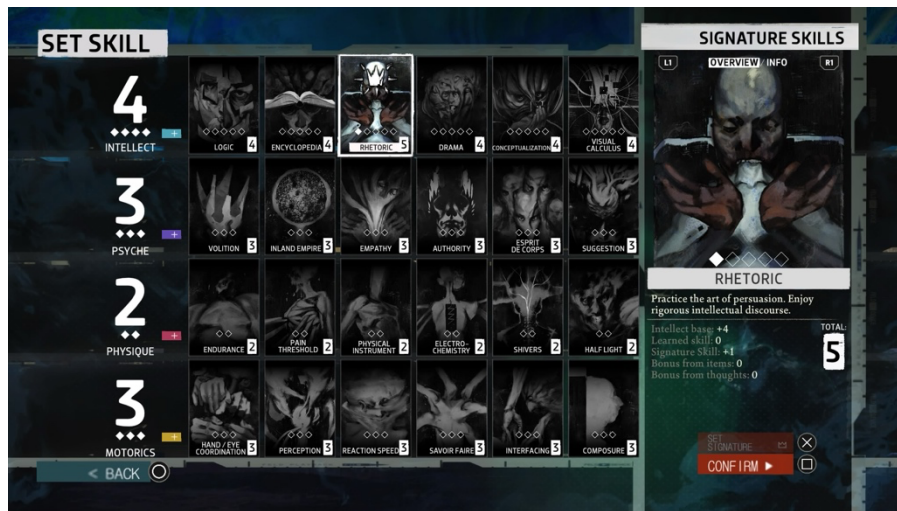 SET SKILL
SIGNATURE SKILLS
L1
OVERVIEW / INFO
R1
4
INTELLECT
+
LOGIC 4
ENCYCLOPEDIA 4
RHETORIC 5
DRAMA 4
CONCEPTUALIZATION 4
VISUAL
CALCULUS 4
3
PSYCHE
+
VOLITION 3
INLAND EMPIRE 3
EMPATHY 3
AUTHORITY 3
ESPRIT
DE CORPS 3
SUGGESTION 3
2
PHYSIQUE
+
ENDURANCE 2
PAIN
THRESHOLD 2
PHYSICAL
INSTRUMENT 2
ELECTRO-
CHEMISTRY 2
SHIVERS 2
HALF LIGHT 2
3
MOTORICS
+
HAND / EYE
COORDINATION 3
PERCEPTION 3
REACTION SPEED 3
SAVOIR FAIRE 3
INTERFACING 3
COMPOSURE 3
RHETORIC
Practice the art of persuasion. Enjoy
rigorous intellectual discourse.
Intellect base: +4
Learned skill: 0
Signature Skill: +1
Bonus from items: 0
Bonus from thoughts: 0
TOTAL:
5
SET
SIGNATURE
CONFIRM
< BACK